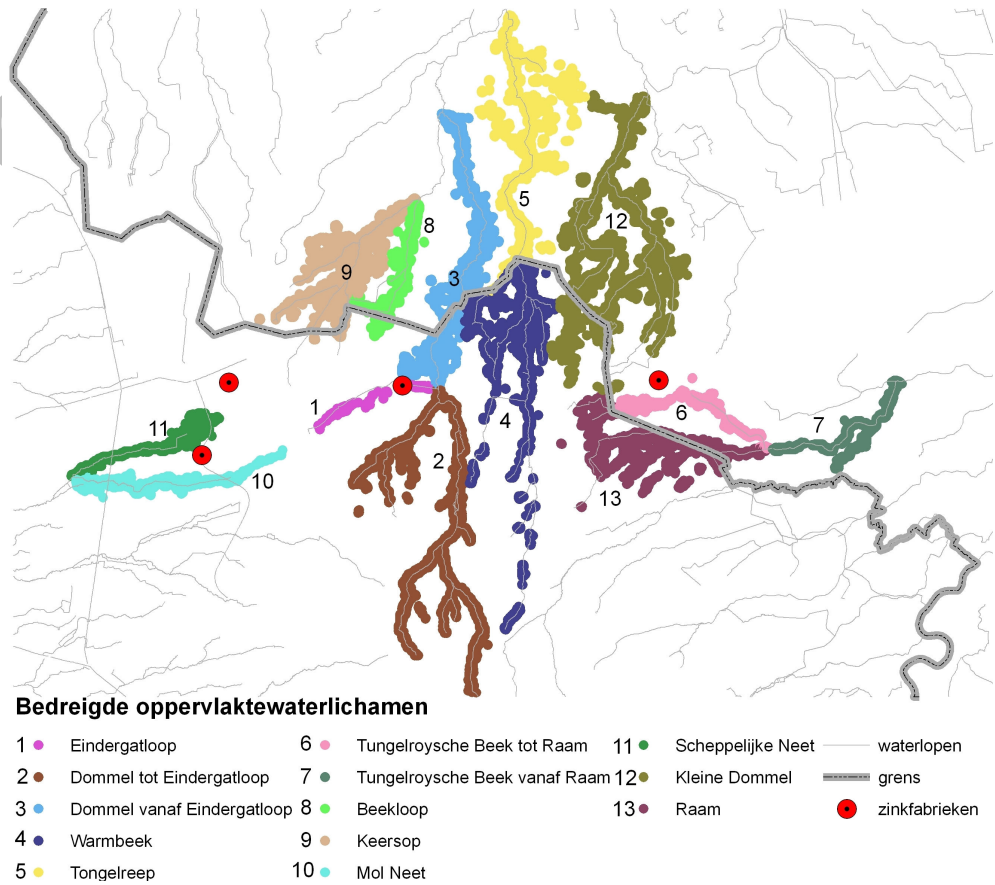 5
12
8
9
3
1
11
2
4
6
7
10
13
Bedreigde oppervlaktewaterlichamen
1 Eindergatloop
2 Dommel tot Eindergatloop
3 Dommel vanaf Eindergatloop
4 Warmbeek
5 Tongelreep
6 Tungelroysche Beek tot Raam
7 Tungelroysche Beek vanaf Raam
8 Beekloop
9 Keersop
10 Mol Neet
11 Scheppelijke Neet
12 Kleine Dommel
13 Raam
waterlopen
grens
zinkfabrieken